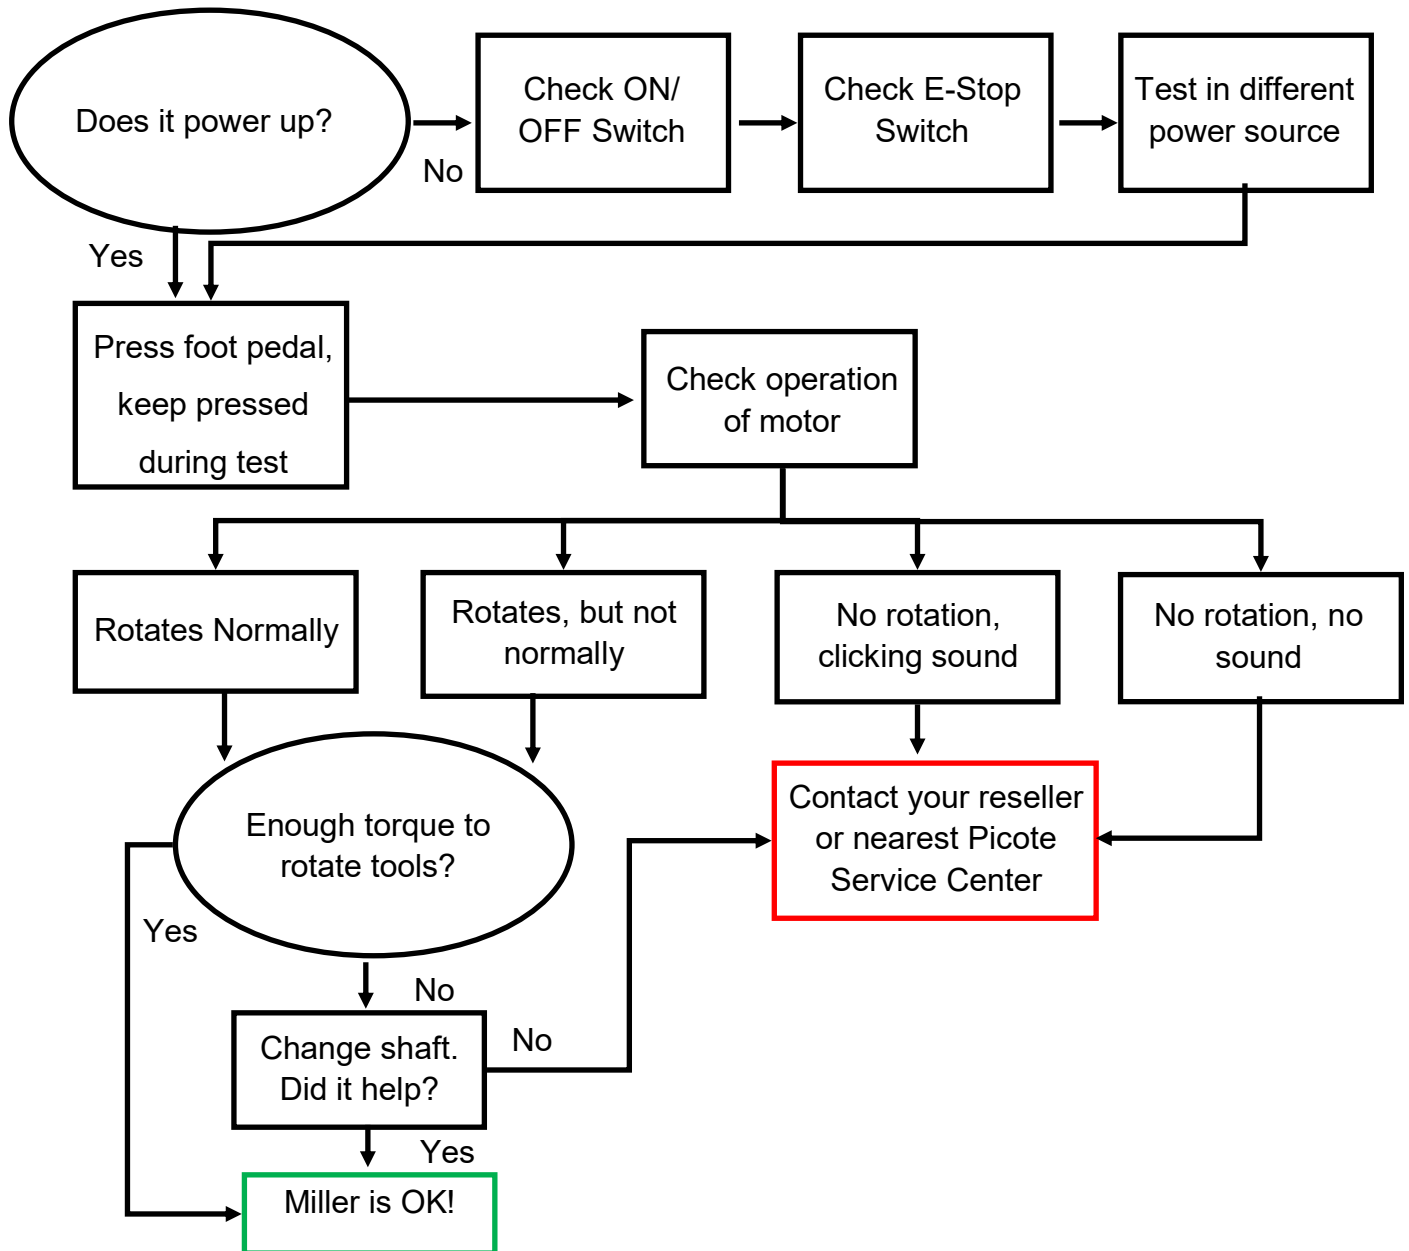 Does it power up?
No
Check ON/
OFF Switch
Check E-Stop
Switch
Test in different
power source
Yes
Press foot pedal,
keep pressed
during test
Check operation
of motor
Rotates Normally
Rotates, but not
normally
No rotation,
clicking sound
No rotation, no
sound
Enough torque to
rotate tools?
Contact your reseller
or nearest Picote
Service Center
Yes
No
Change shaft.
Did it help?
No
Yes
Miller is OK!